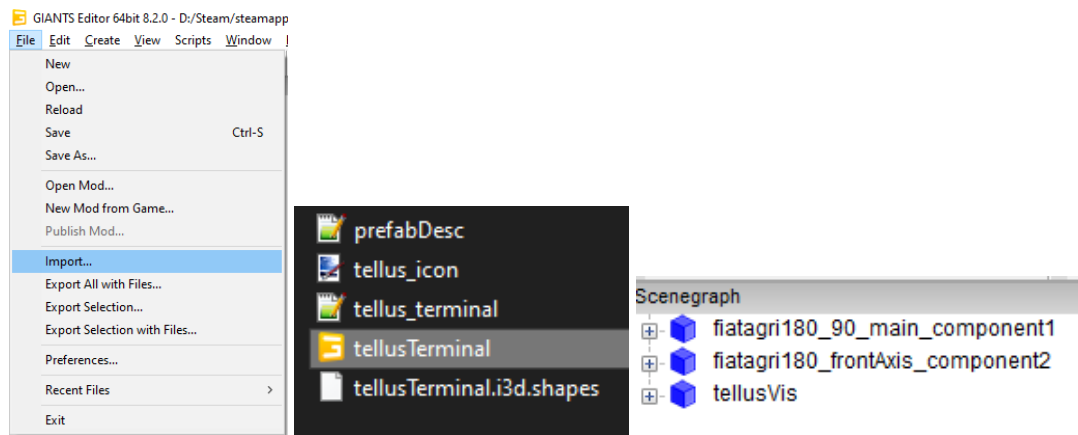 GIANTS Editor 64bit 8.2.0 - D:/Steam/steamapp
File Edit Create View Scripts Window
New
Open...
Reload
Save Ctrl-S
Save As...
Open Mod...
New Mod from Game...
Publish Mod...
Import...
Export All with Files...
Export Selection...
Export Selection with Files...
Preferences...
Recent Files
Exit
prefabDesc
tellus_icon
tellus_terminal
tellusTerminal
tellusTerminal.i3d.shapes
Scenegraph
fiatagri180_90_main_component1
fiatagri180_frontAxis_component2
tellusVis